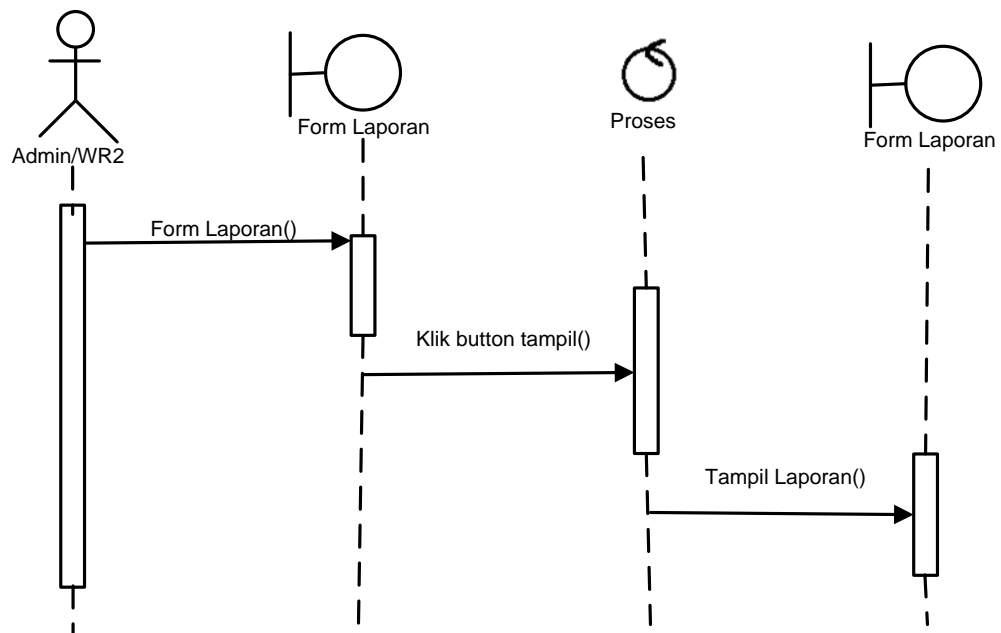 Form Laporan
Proses
Form Laporan
Admin/WR2
Form Laporan()
Klik button tampil()
Tampil Laporan()